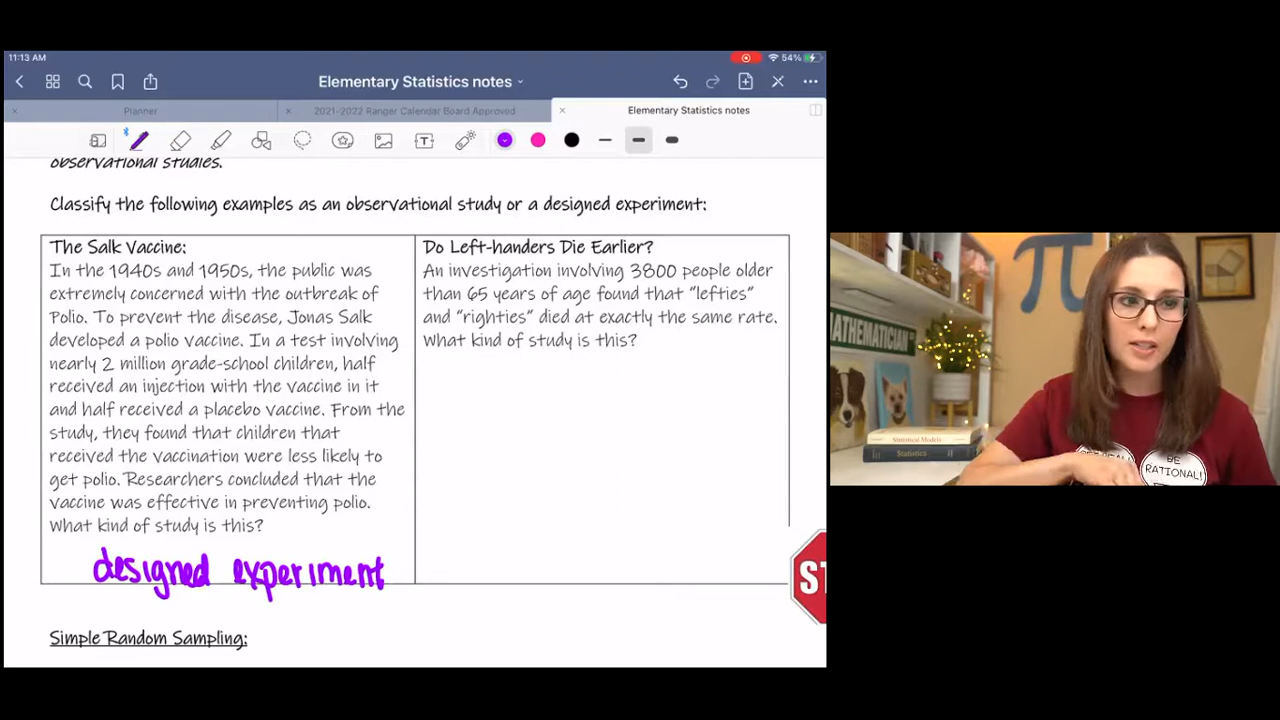 11:13 AM
54%
Elementary Statistics notes
Planner
2021-2022 Ranger Calendar Board Approved
Elementary Statistics notes
observational studies.
Classify the following examples as an observational study or a designed experiment:
The Salk Vaccine:
In the 1940s and 1950s, the public was
extremely concerned with the outbreak of
Polio. To prevent the disease, Jonas Salk
developed a polio vaccine. In a test involving
nearly 2 million grade-school children, half
received an injection with the vaccine in it
and half received a placebo vaccine. From the
study, they found that children that
received the vaccination were less likely to
get polio. Researchers concluded that the
vaccine was effective in preventing polio.
What kind of study is this?
designed experiment
Do Left-handers Die Earlier?
An investigation involving 3800 people older
than 65 years of age found that "lefties"
and "righties" died at exactly the same rate.
What kind of study is this?
ST
Simple Random Sampling:
MATHEMATICIAN
π
Statistical Models
Statistics
BE
RATIONAL!